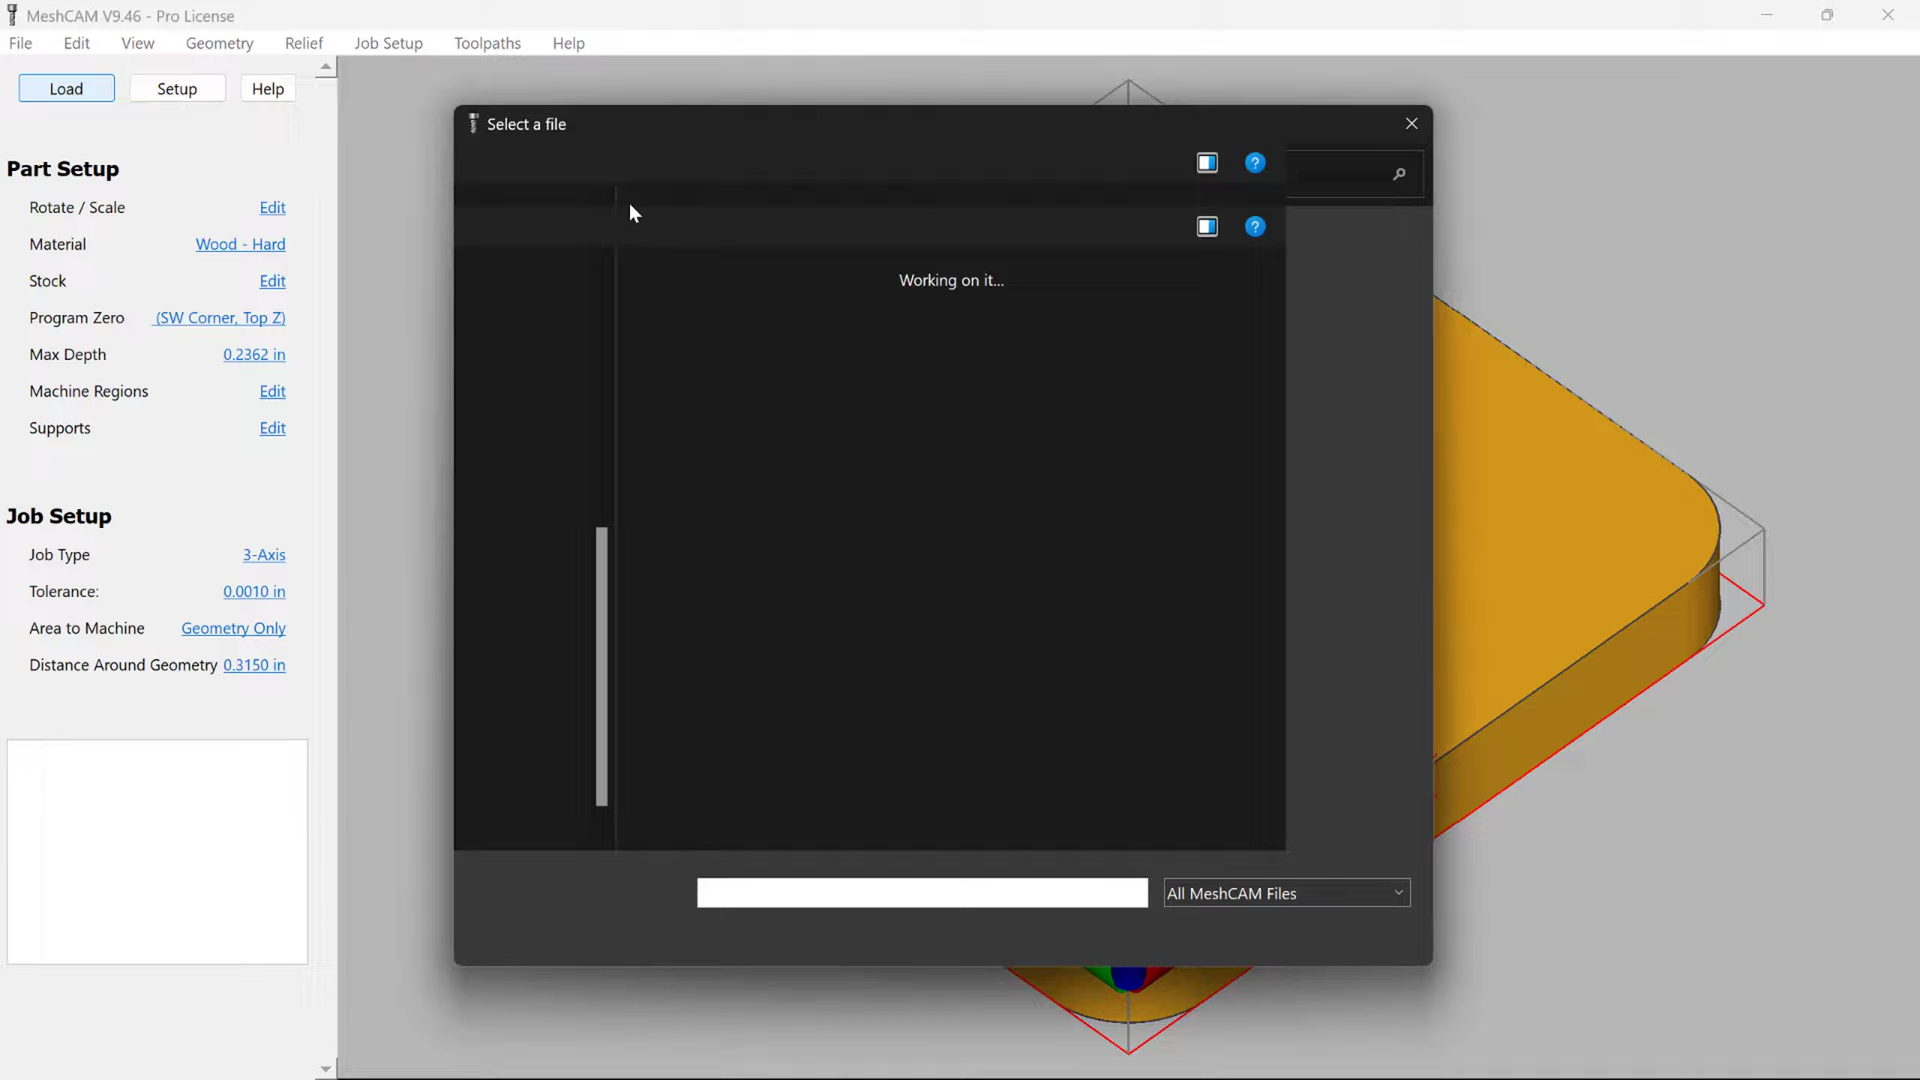 MeshCAM V9.46 - Pro License
File Edit View Geometry Relief Job Setup Toolpaths Help
Load Setup Help
Select a file
?
?
Working on it...
Part Setup
Rotate / Scale Edit
Material Wood - Hard
Stock Edit
Program Zero (SW Corner, Top Z)
Max Depth 0.2362 in
Machine Regions Edit
Supports Edit
Job Setup
Job Type 3-Axis
Tolerance: 0.0010 in
Area to Machine Geometry Only
Distance Around Geometry 0.3150 in
All MeshCAM Files